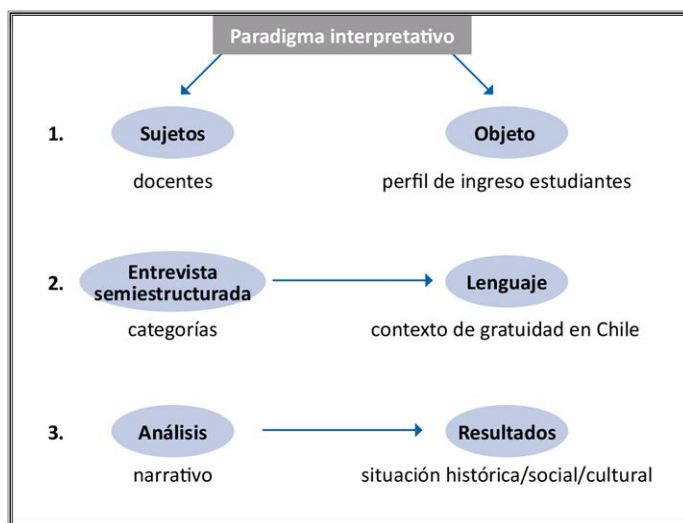 Paradigma interpretativo
1. Sujetos Objeto
docentes perfil de ingreso estudiantes
2. Entrevista
semiestructurada Lenguaje
categorías contexto de gratuidad en Chile
3. Análisis Resultados
narrativo situación histórica/social/cultural